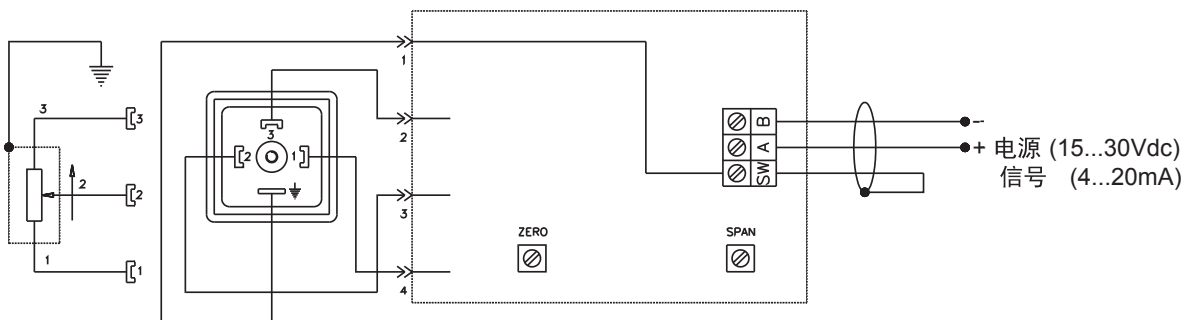 3
2
1
3
2
1
3
2
1
1
2
3
4
ZERO
SPAN
B
A
SW
--
+ 电源 (15...30Vdc)
信号 (4...20mA)